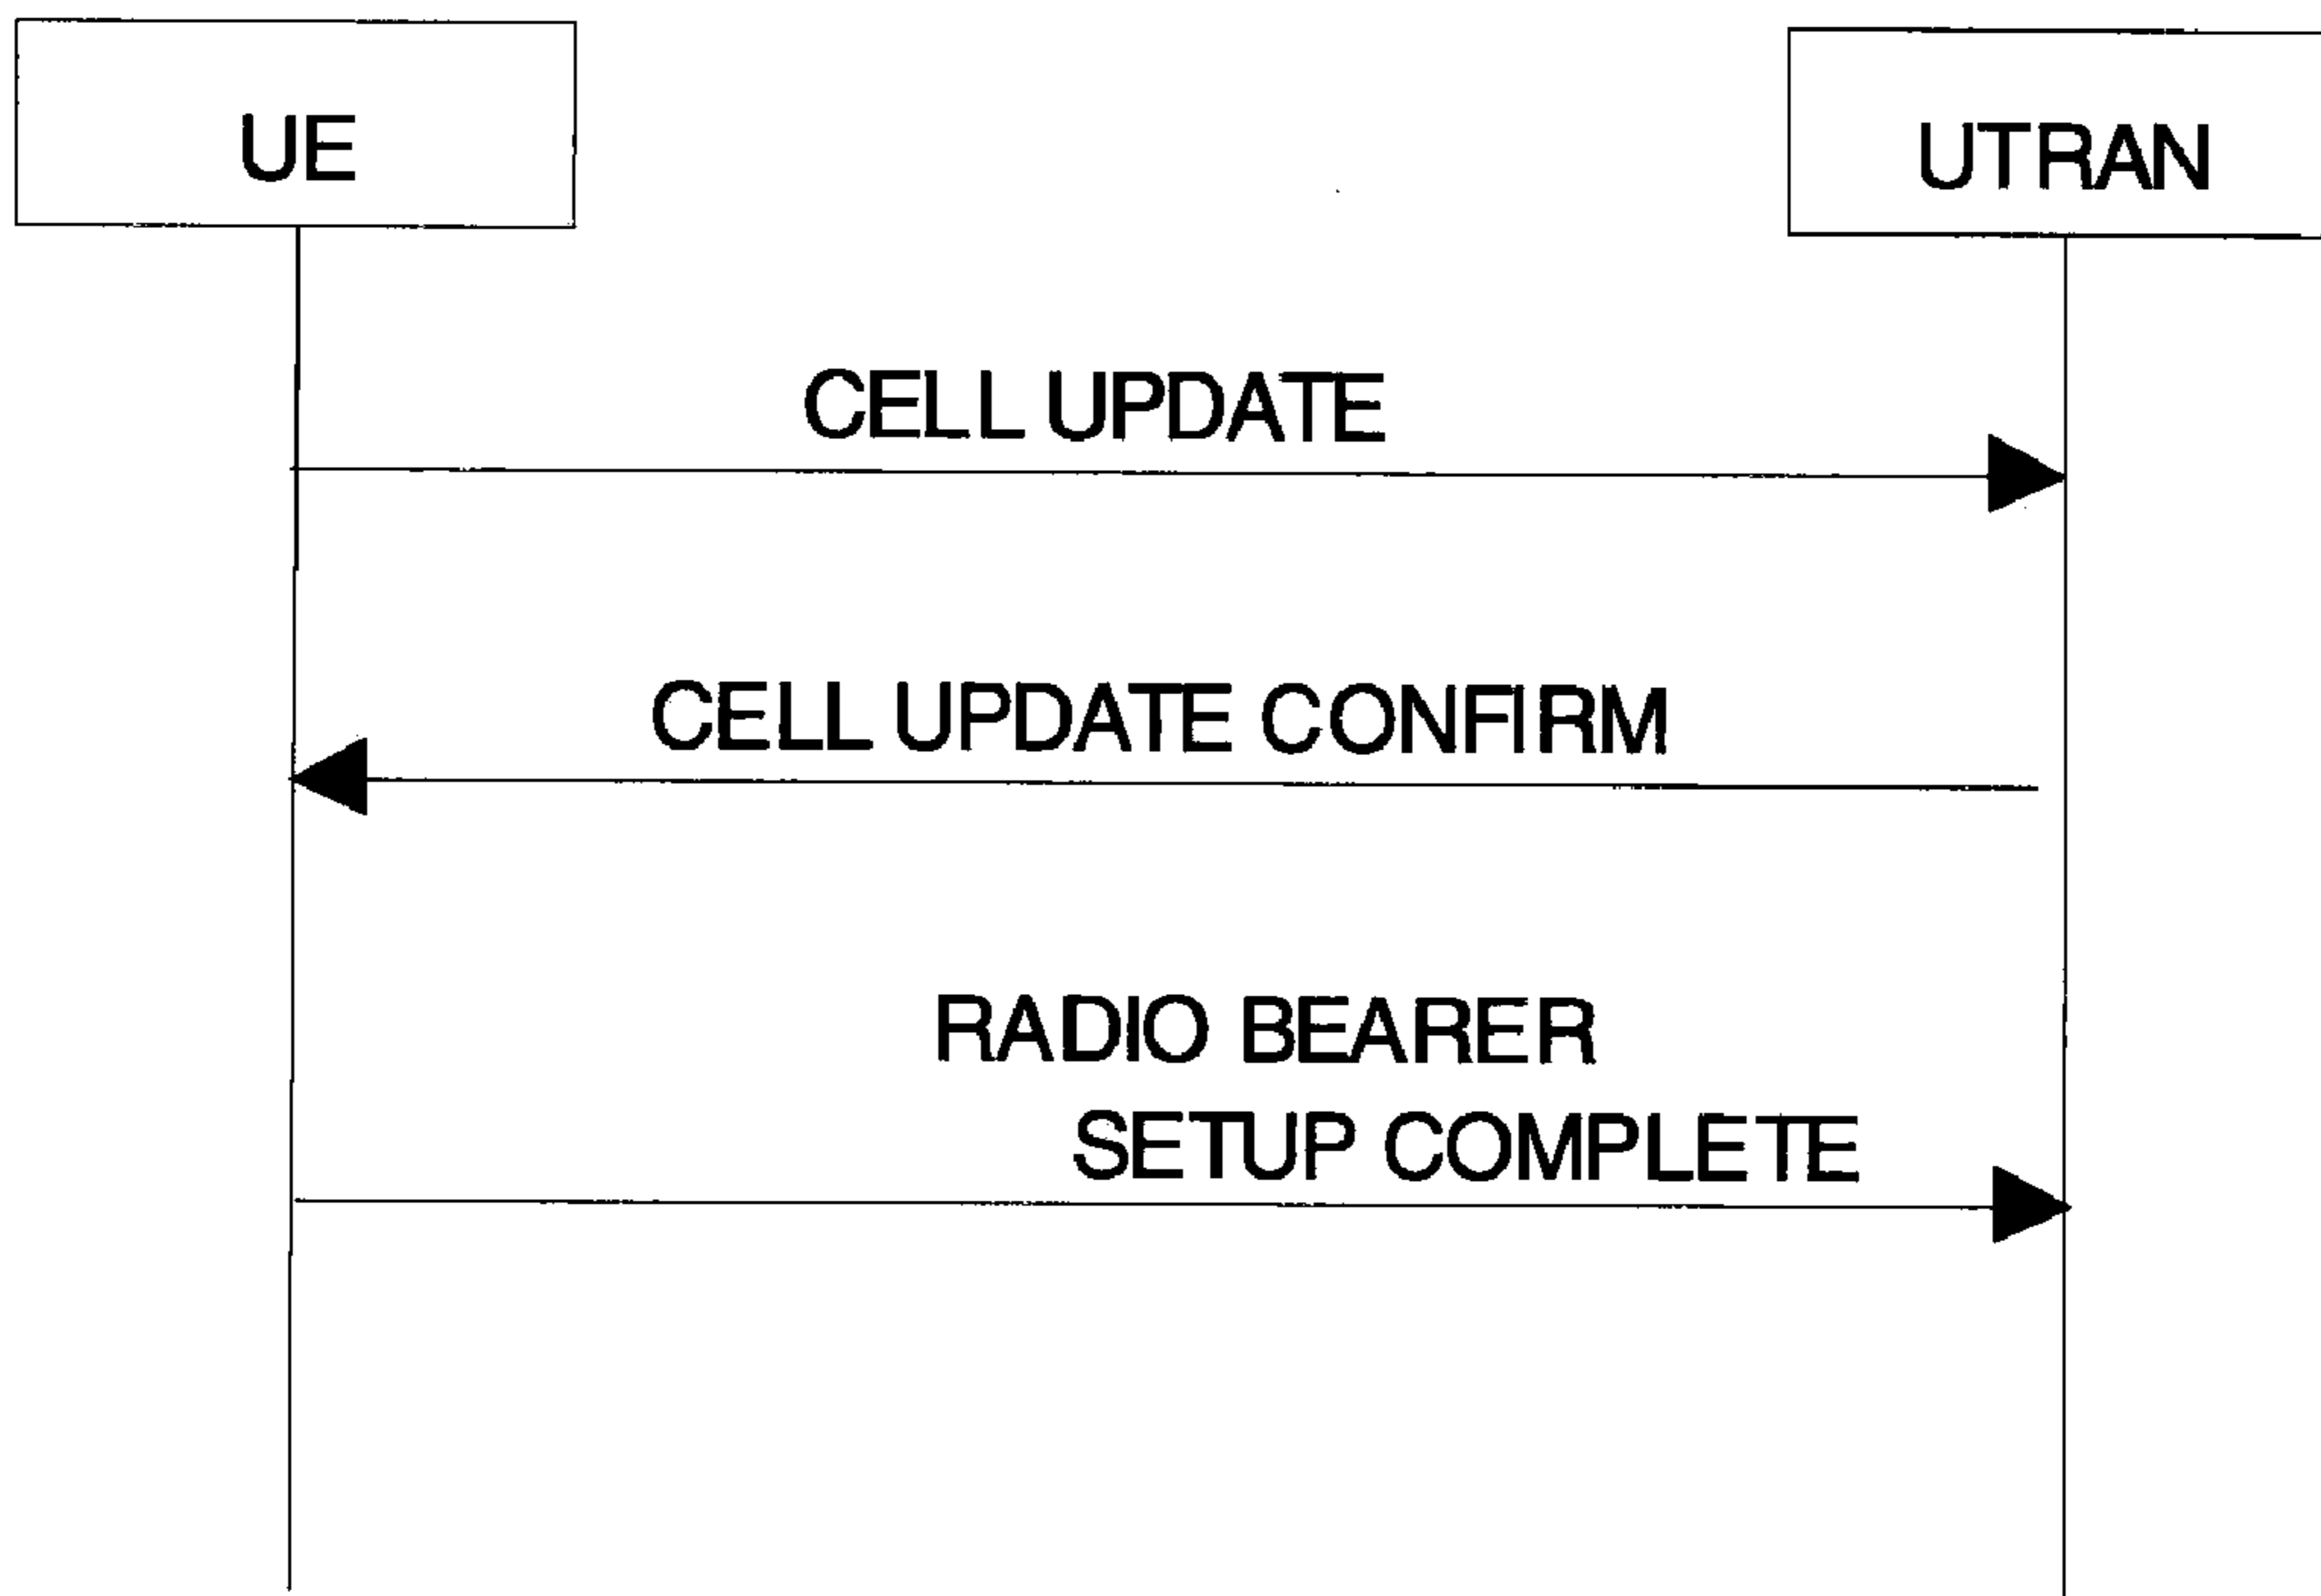 UE
UTRAN
CELL UPDATE
CELL UPDATE CONFIRM
RADIO BEARER
SETUP COMPLETE